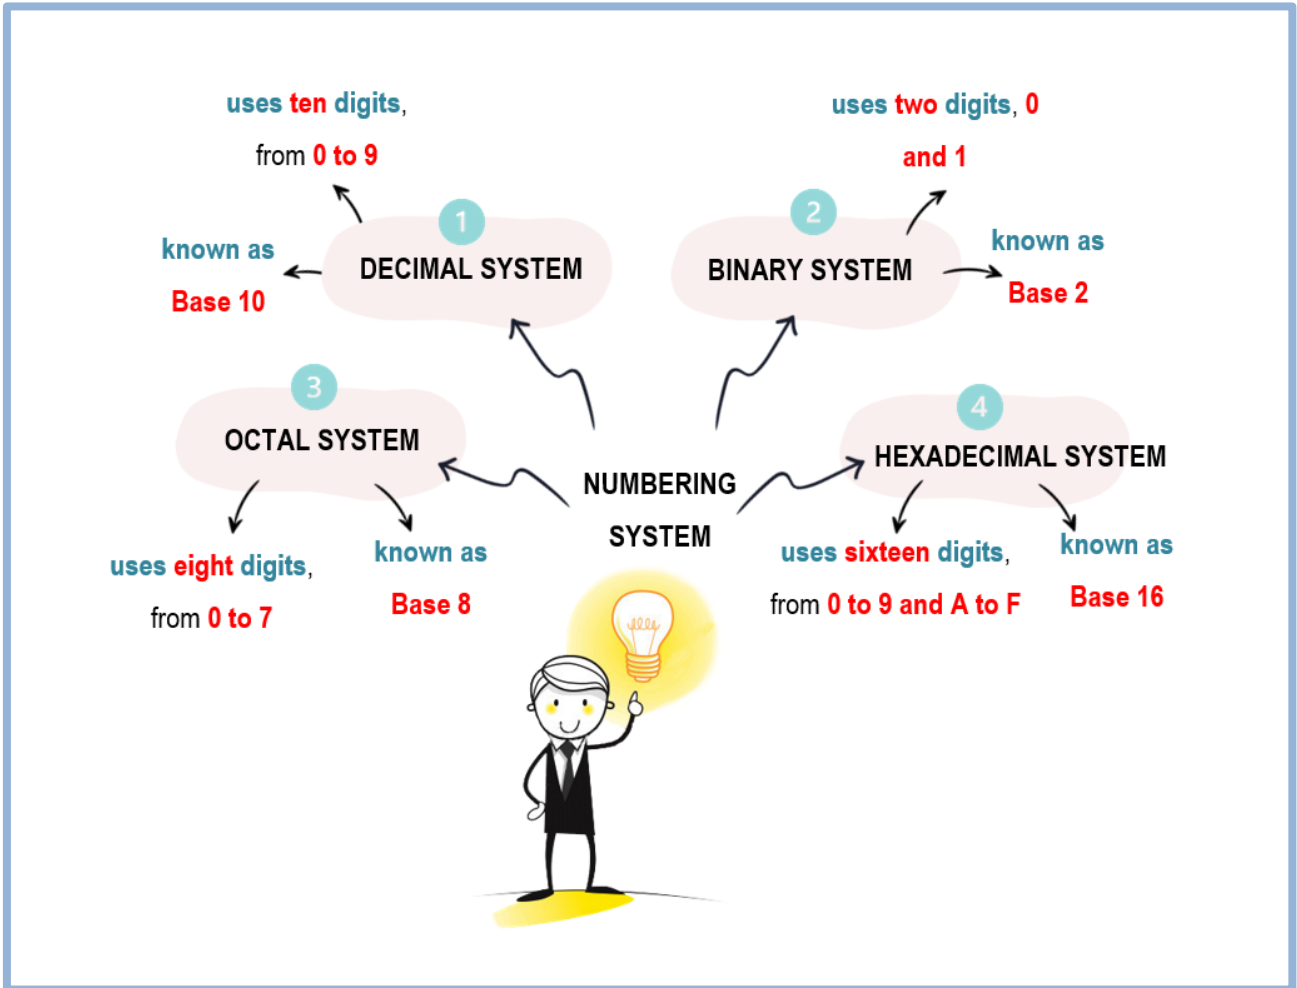 uses ten digits,
from 0 to 9
1
known as
Base 10
DECIMAL SYSTEM
uses two digits, 0
and 1
2
BINARY SYSTEM
known as
Base 2
3
OCTAL SYSTEM
uses eight digits,
from 0 to 7
known as
Base 8
NUMBERING
SYSTEM
4
HEXADECIMAL SYSTEM
uses sixteen digits,
from 0 to 9 and A to F
known as
Base 16